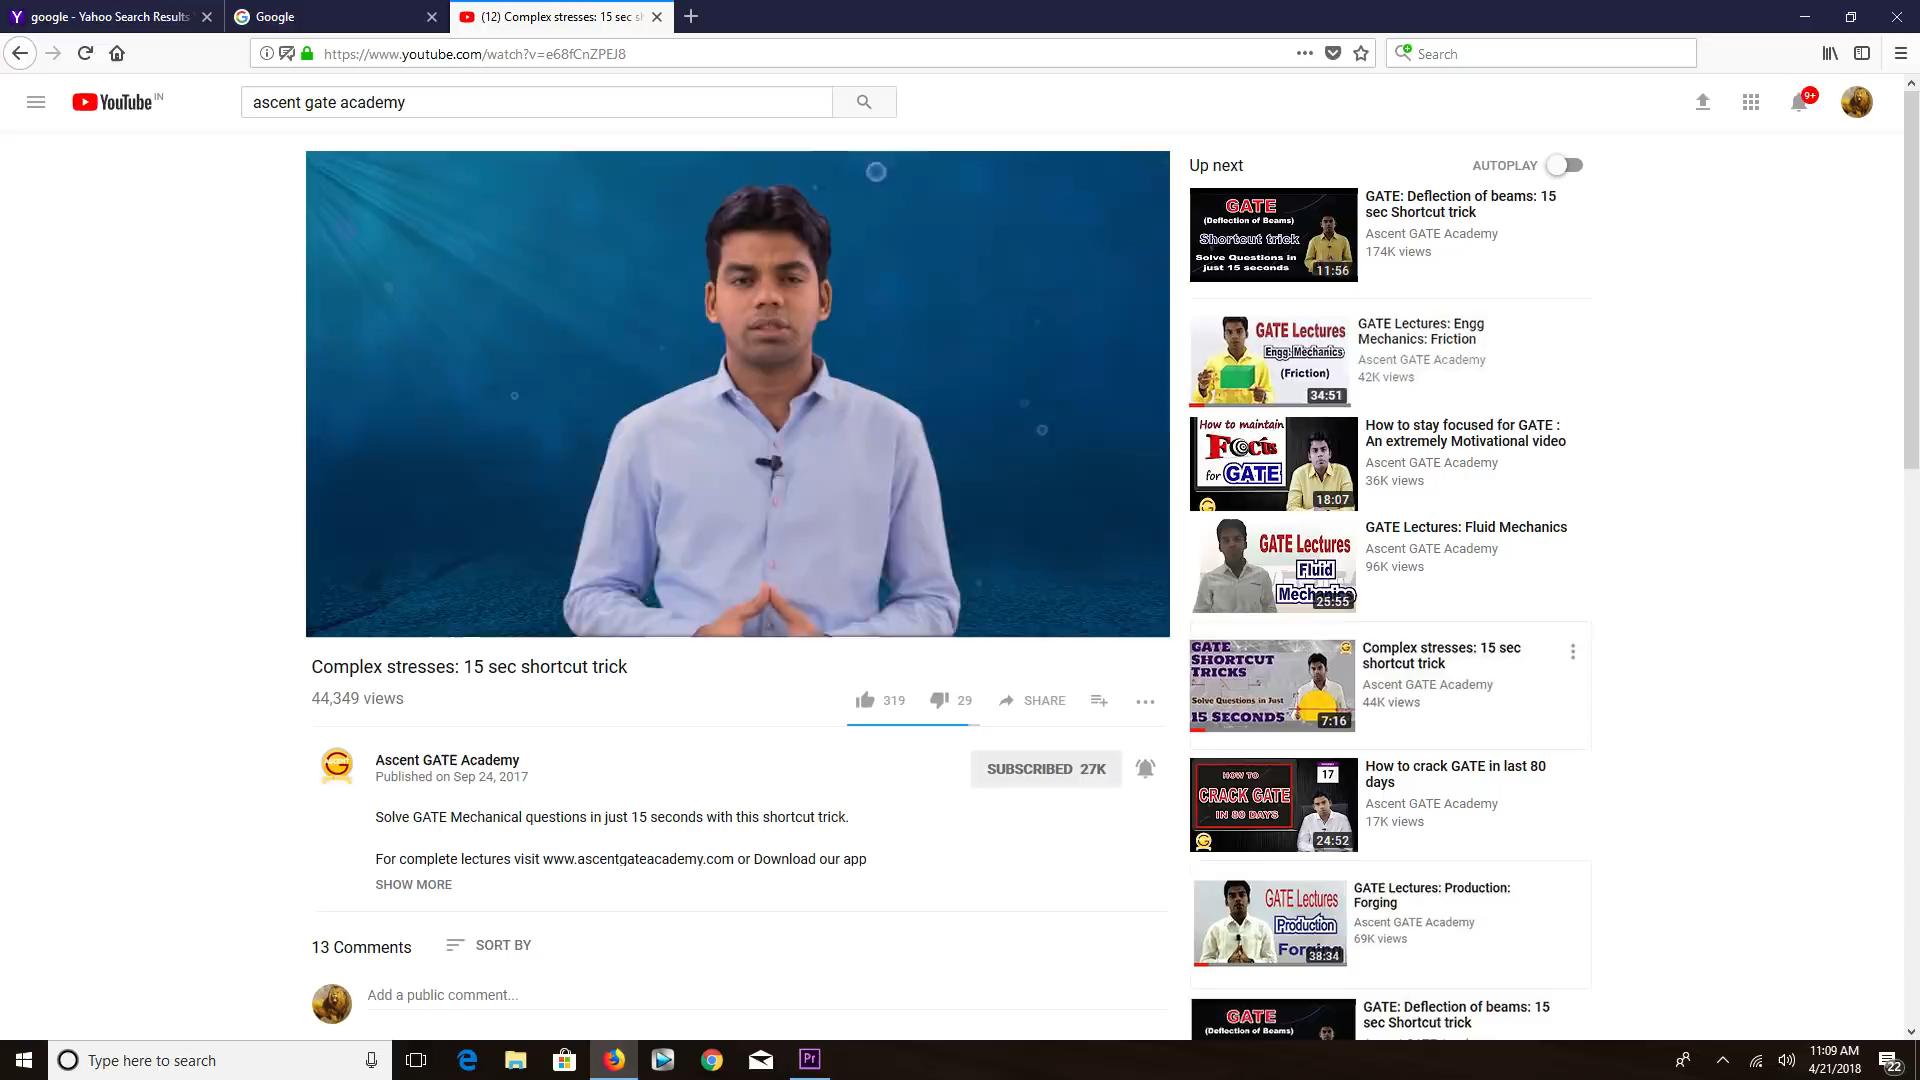 google - Yahoo Search Results
Google
(12) Complex stresses: 15 sec s
https://www.youtube.com/watch?v=e68fCnZPEJ8
Search
YouTube IN
ascent gate academy
9+
Up next
AUTOPLAY
GATE
(Deflection of Beams)
Shortcut trick
Solve Questions in
just 15 seconds
11:56
GATE: Deflection of beams: 15
sec Shortcut trick
Ascent GATE Academy
174K views
GATE Lectures
Engg. Mechanics
(Friction)
34:51
GATE Lectures: Engg
Mechanics: Friction
Ascent GATE Academy
42K views
How to maintain
Focus
for GATE
18:07
How to stay focused for GATE :
An extremely Motivational video
Ascent GATE Academy
36K views
GATE Lectures
Fluid
Mechanics
25:55
GATE Lectures: Fluid Mechanics
Ascent GATE Academy
96K views
GATE
SHORTCUT
TRICKS
Solve Questions in Just
15 SECONDS
7:16
Complex stresses: 15 sec
shortcut trick
Ascent GATE Academy
44K views
HOW TO
CRACK GATE
IN 80 DAYS
17
24:52
How to crack GATE in last 80
days
Ascent GATE Academy
17K views
GATE Lectures
Production
Forging
38:34
GATE Lectures: Production:
Forging
Ascent GATE Academy
69K views
GATE
(Deflection of Beams)
GATE: Deflection of beams: 15
sec Shortcut trick
Complex stresses: 15 sec shortcut trick
44,349 views
319
29
SHARE
Ascent GATE Academy
Published on Sep 24, 2017
SUBSCRIBED 27K
Solve GATE Mechanical questions in just 15 seconds with this shortcut trick.
For complete lectures visit www.ascentgateacademy.com or Download our app
SHOW MORE
13 Comments
SORT BY
Add a public comment...
Type here to search
Pr
11:09 AM
4/21/2018
22